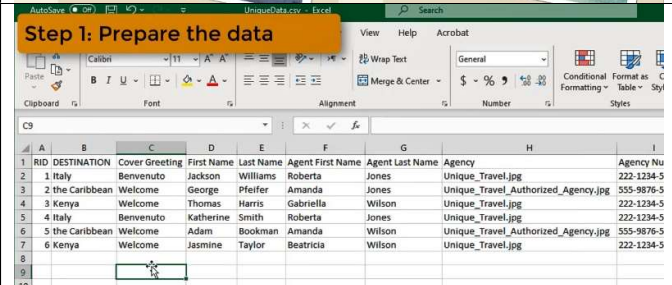 AutoSave Off UniqueData.csv - Excel Search
Step 1: Prepare the data
View Help Acrobat
Calibri 11 A A Wrap Text General
Paste B I U A Merge & Center $ % 9 Conditional Format as
Formatting Table
Clipboard Font Alignment Number Styles
C9 fx
A B C D E F G H I
1 RID DESTINATION Cover Greeting First Name Last Name Agent First Name Agent Last Name Agency Agency Nu
2 1 Italy Benvenuto Jackson Williams Roberta Jones Unique_Travel.jpg 222-1234-5
3 2 the Caribbean Welcome George Pfeifer Amanda Jones Unique_Travel_Authorized_Agency.jpg 555-9876-5
4 3 Kenya Welcome Thomas Harris Gabriella Wilson Unique_Travel.jpg 222-1234-5
5 4 Italy Benvenuto Katherine Smith Roberta Jones Unique_Travel.jpg 222-1234-5
6 5 the Caribbean Welcome Adam Bookman Amanda Wilson Unique_Travel_Authorized_Agency.jpg 555-9876-5
7 6 Kenya Welcome Jasmine Taylor Beatricia Wilson Unique_Travel.jpg 222-1234-5
8
9